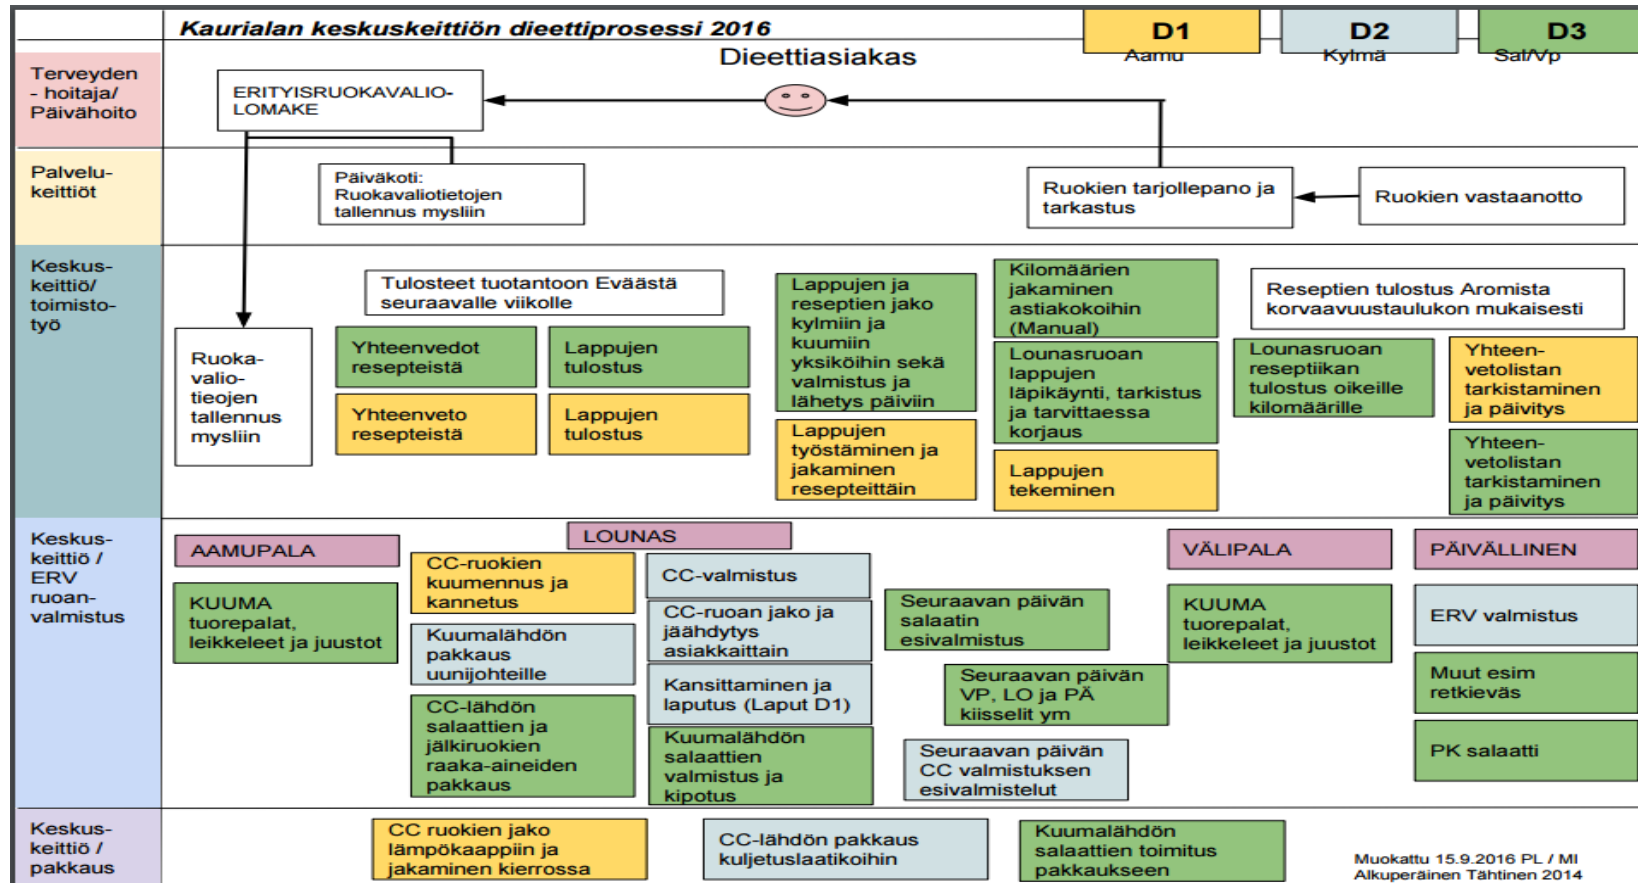 Kaurialan keskuskeittiön dieettiprosessi 2016
D1
D2
D3
Aamu
Kylmä
Sal/Vp
Dieettiasiakas
Terveyden
- hoitaja/
Päivähoito
ERITYISRUOKAVALIO-
LOMAKE
Palvelu-
keittiöt
Päiväkoti:
Ruokavaliotietojen
tallennus mysliin
Ruokien tarjollepano ja
tarkastus
Ruokien vastaanotto
Keskus-
keittiö/
toimisto-
työ
Ruoka-
valio-
tieojen
tallennus
mysliin
Tulosteet tuotantoon Eväästä
seuraavalle viikolle
Yhteenvedot
resepteistä
Lappujen
tulostus
Yhteenveto
resepteistä
Lappujen
tulostus
Lappujen ja
reseptien jako
kylmiin ja
kuumiin
yksiköihin sekä
valmistus ja
lähetys päiviin
Lappujen
työstäminen ja
jakaminen
resepteittäin
Kilomäärien
jakaminen
astiakokoihin
(Manual)
Lounasruoan
lappujen
läpikäynti, tarkistus
ja tarvittaessa
korjaus
Lappujen
tekeminen
Reseptien tulostus Aromista
korvaavuustaulukon mukaisesti
Lounasruoan
reseptiikan
tulostus oikeille
kilomäärille
Yhteen-
vetolistan
tarkistaminen
ja päivitys
Yhteen-
vetolistan
tarkistaminen
ja päivitys
Keskus-
keittiö /
ERV
ruoan-
valmistus
AAMUPALA
KUUMA
tuorepalat,
leikkeleet ja juustot
LOUNAS
CC-ruokien
kuumennus ja
kannetus
Kuumalähdön
pakkaus
uunijohteille
CC-lähdön
salaattien ja
jälkiruokien
raaka-aineiden
pakkaus
CC-valmistus
CC-ruoan jako ja
jäähdytys
asiakkaittain
Kansittaminen ja
laputus (Laput D1)
Kuumalähdön
salaattien
valmistus ja
kipotus
Seuraavan päivän
salaatin
esivalmistus
Seuraavan päivän
VP, LO ja PÄ
kiisselit ym
Seuraavan päivän
CC valmistuksen
esivalmistelut
VÄLIPALA
KUUMA
tuorepalat,
leikkeleet ja juustot
PÄIVÄLLINEN
ERV valmistus
Muut esim
retkieväs
PK salaatti
Keskus-
keittiö /
pakkaus
CC ruokien jako
lämpökaappiin ja
jakaminen kierrossa
CC-lähdön pakkaus
kuljetuslaatikoihin
Kuumalähdön
salaattien toimitus
pakkaukseen
Muokattu 15.9.2016 PL / MI
Alkuperäinen Tähtinen 2014